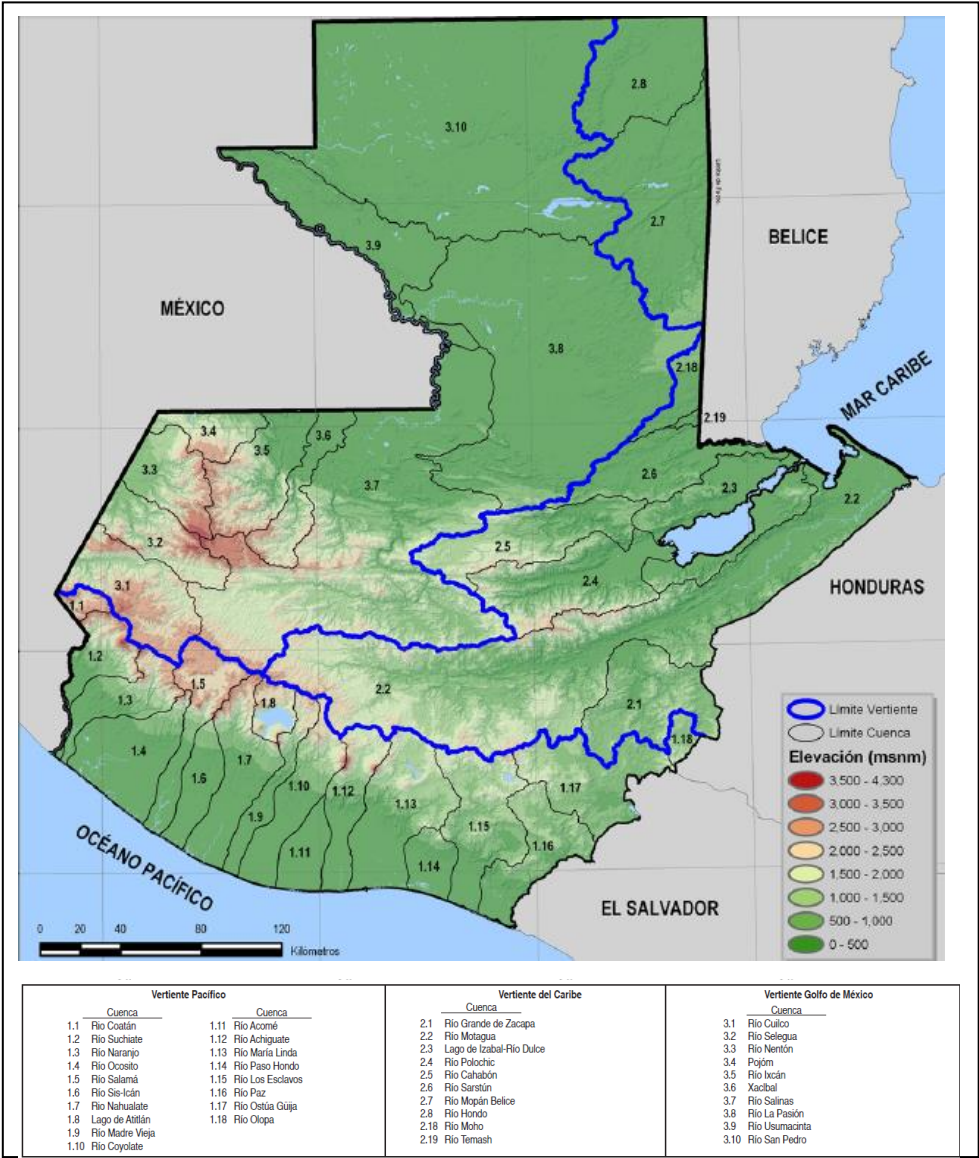 2.8
3.10
Límite de Facto
2.7
BELICE
3.9
MÉXICO
3.8
2.18
MAR CARIBE
2.19
3.4
3.6
3.5
3.3
2.6
3.7
2.3
2.2
3.2
2.5
2.4
3.1
HONDURAS
1.1
1.2
1.5
2.2
1.3
1.8
2.1
1.18
1.4
1.7
1.6
1.10
1.12
1.17
1.13
1.9
1.15
1.16
1.11
1.14
OCÉANO PACÍFICO
EL SALVADOR
Límite Vertiente
Límite Cuenca
Elevación (msnm)
3,500 - 4,300
3,000 - 3,500
2,500 - 3,000
2,000 - 2,500
1,500 - 2,000
1,000 - 1,500
500 - 1,000
0 - 500
0 20 40 80 120
Kilómetros
Vertiente Pacífico
Cuenca
1.1 Río Coatán
1.2 Río Suchiate
1.3 Río Naranjo
1.4 Río Ocosito
1.5 Río Salamá
1.6 Río Sis-Icán
1.7 Río Nahualate
1.8 Lago de Atitlán
1.9 Río Madre Vieja
1.10 Río Coyolate
Cuenca
1.11 Río Acomé
1.12 Río Achiguate
1.13 Río María Linda
1.14 Río Paso Hondo
1.15 Río Los Esclavos
1.16 Río Paz
1.17 Río Ostúa Güija
1.18 Río Olopa
Vertiente del Caribe
Cuenca
2.1 Río Grande de Zacapa
2.2 Río Motagua
2.3 Lago de Izabal-Río Dulce
2.4 Río Polochic
2.5 Río Cahabón
2.6 Río Sarstún
2.7 Río Mopán Belice
2.8 Río Hondo
2.18 Río Moho
2.19 Río Temash
Vertiente Golfo de México
Cuenca
3.1 Río Cuilco
3.2 Río Selegua
3.3 Río Nentón
3.4 Pojóm
3.5 Río Ixcán
3.6 Xaclbal
3.7 Río Salinas
3.8 Río La Pasión
3.9 Río Usumacinta
3.10 Río San Pedro